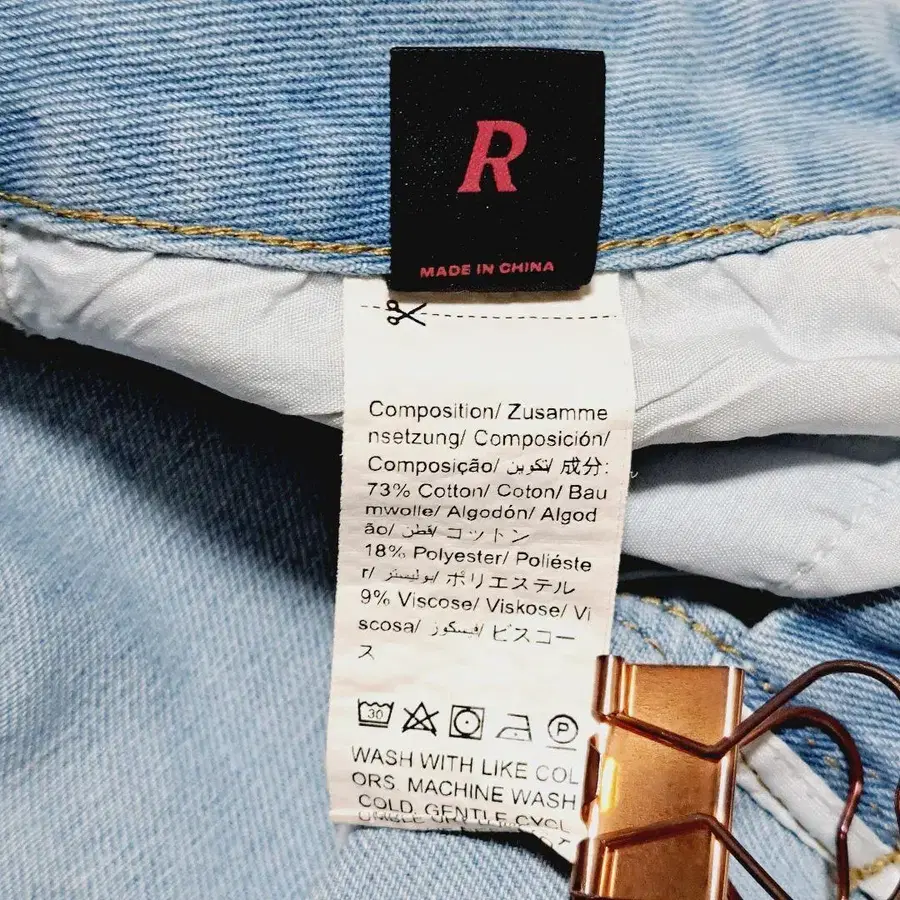 R
MADE IN CHINA
Composition/ Zusamme
nsetzung/ Composición/
Composição/ تكوين/ 成分:
73% Cotton/ Coton/ Bau
mwolle/ Algodón/ Algod
ão/ قطن/ コットン
18% Polyester/ Poliéste
r/ بوليستر/ ポリエステル
9% Viscose/ Viskose/ Vi
scosa/ فيسكوز/ ビスコー
ス
30 P
WASH WITH LIKE COL
ORS. MACHINE WASH
COLD, GENTLE CYCL